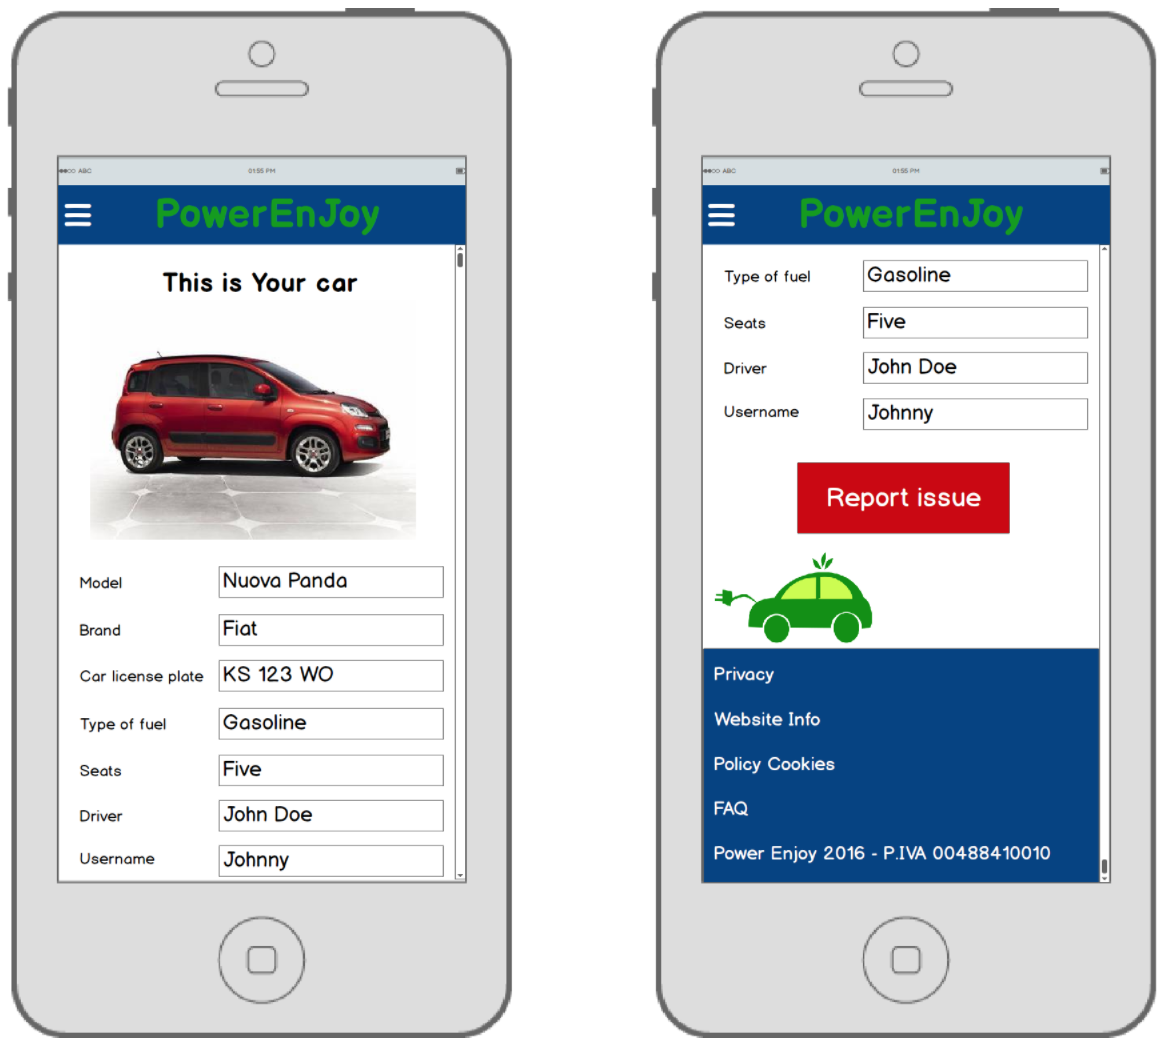 ABC 01:55 PM
PowerEnJoy
This is Your car
Model Nuova Panda
Brand Fiat
Car license plate KS 123 WO
Type of fuel Gasoline
Seats Five
Driver John Doe
Username Johnny
ABC 01:55 PM
PowerEnJoy
Type of fuel Gasoline
Seats Five
Driver John Doe
Username Johnny
Report issue
Privacy
Website Info
Policy Cookies
FAQ
Power Enjoy 2016 - P.IVA 00488410010